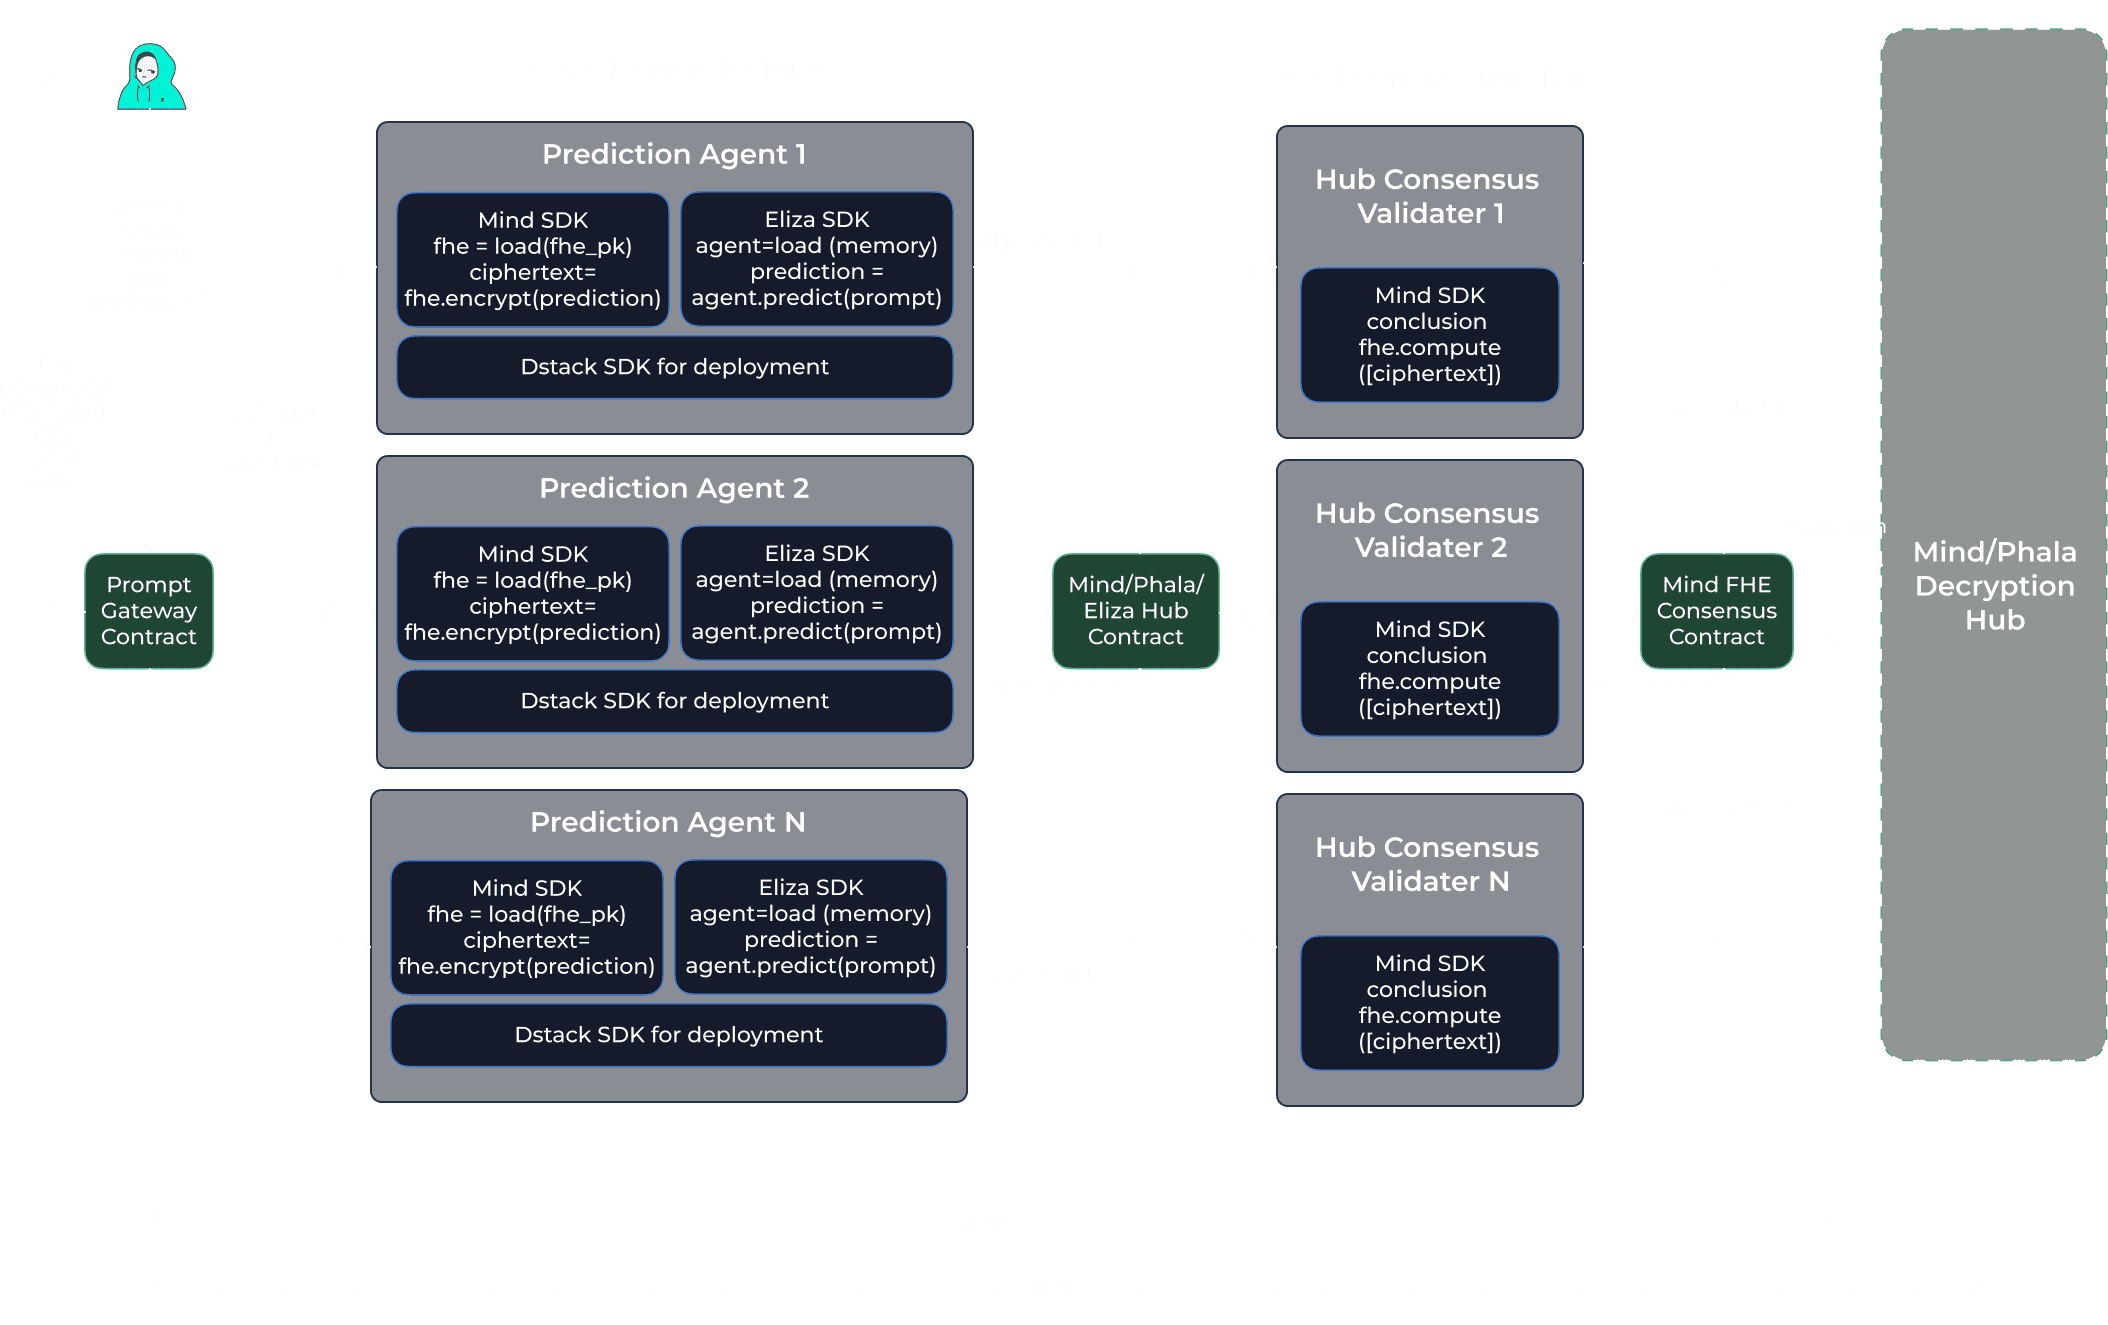 Prediction Agent 1
Mind SDK
fhe = load(fhe_pk)
ciphertext=
fhe.encrypt(prediction)
Eliza SDK
agent=load (memory)
prediction =
agent.predict(prompt)
Dstack SDK for deployment
Prediction Agent 2
Mind SDK
fhe = load(fhe_pk)
ciphertext=
fhe.encrypt(prediction)
Eliza SDK
agent=load (memory)
prediction =
agent.predict(prompt)
Dstack SDK for deployment
Prediction Agent N
Mind SDK
fhe = load(fhe_pk)
ciphertext=
fhe.encrypt(prediction)
Eliza SDK
agent=load (memory)
prediction =
agent.predict(prompt)
Dstack SDK for deployment
Prompt
Gateway
Contract
Mind/Phala/
Eliza Hub
Contract
Hub Consensus
Validater 1
Mind SDK
conclusion
fhe.compute
([ciphertext])
Hub Consensus
Validater 2
Mind SDK
conclusion
fhe.compute
([ciphertext])
Hub Consensus
Validater N
Mind SDK
conclusion
fhe.compute
([ciphertext])
Mind FHE
Consensus
Contract
Mind/Phala
Decryption
Hub